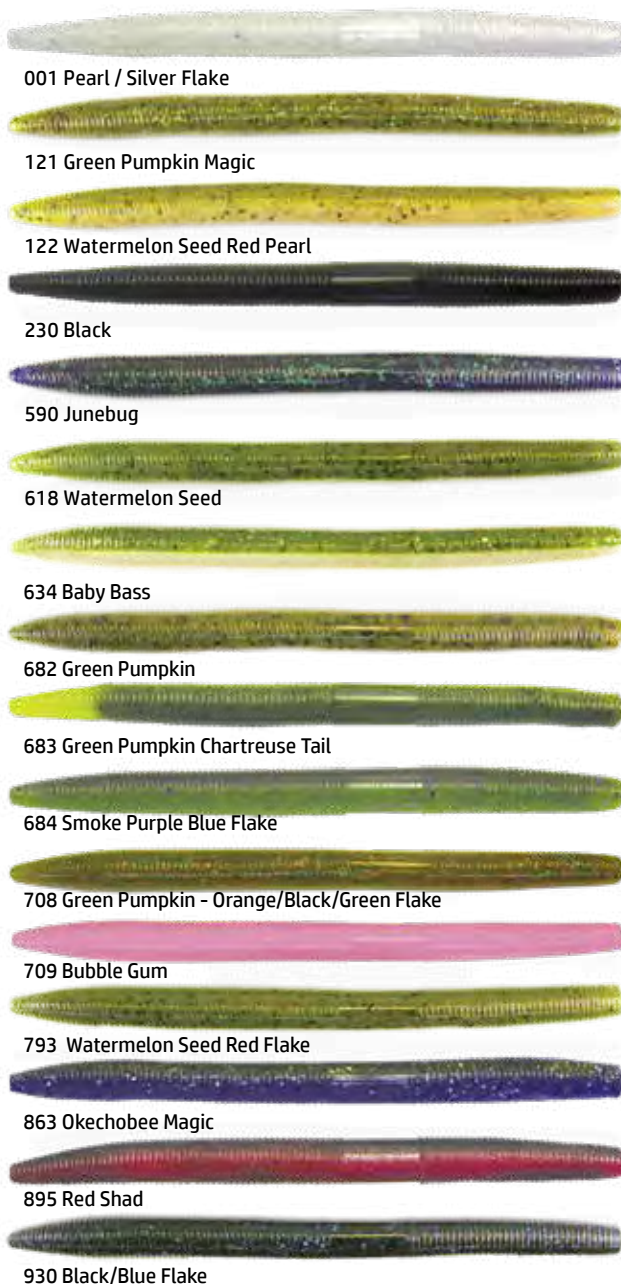 001 Pearl / Silver Flake
121 Green Pumpkin Magic
122 Watermelon Seed Red Pearl
230 Black
590 Junebug
618 Watermelon Seed
634 Baby Bass
682 Green Pumpkin
683 Green Pumpkin Chartreuse Tail
684 Smoke Purple Blue Flake
708 Green Pumpkin - Orange/Black/Green Flake
709 Bubble Gum
793  Watermelon Seed Red Flake
863 Okechobee Magic
895 Red Shad
930 Black/Blue Flake